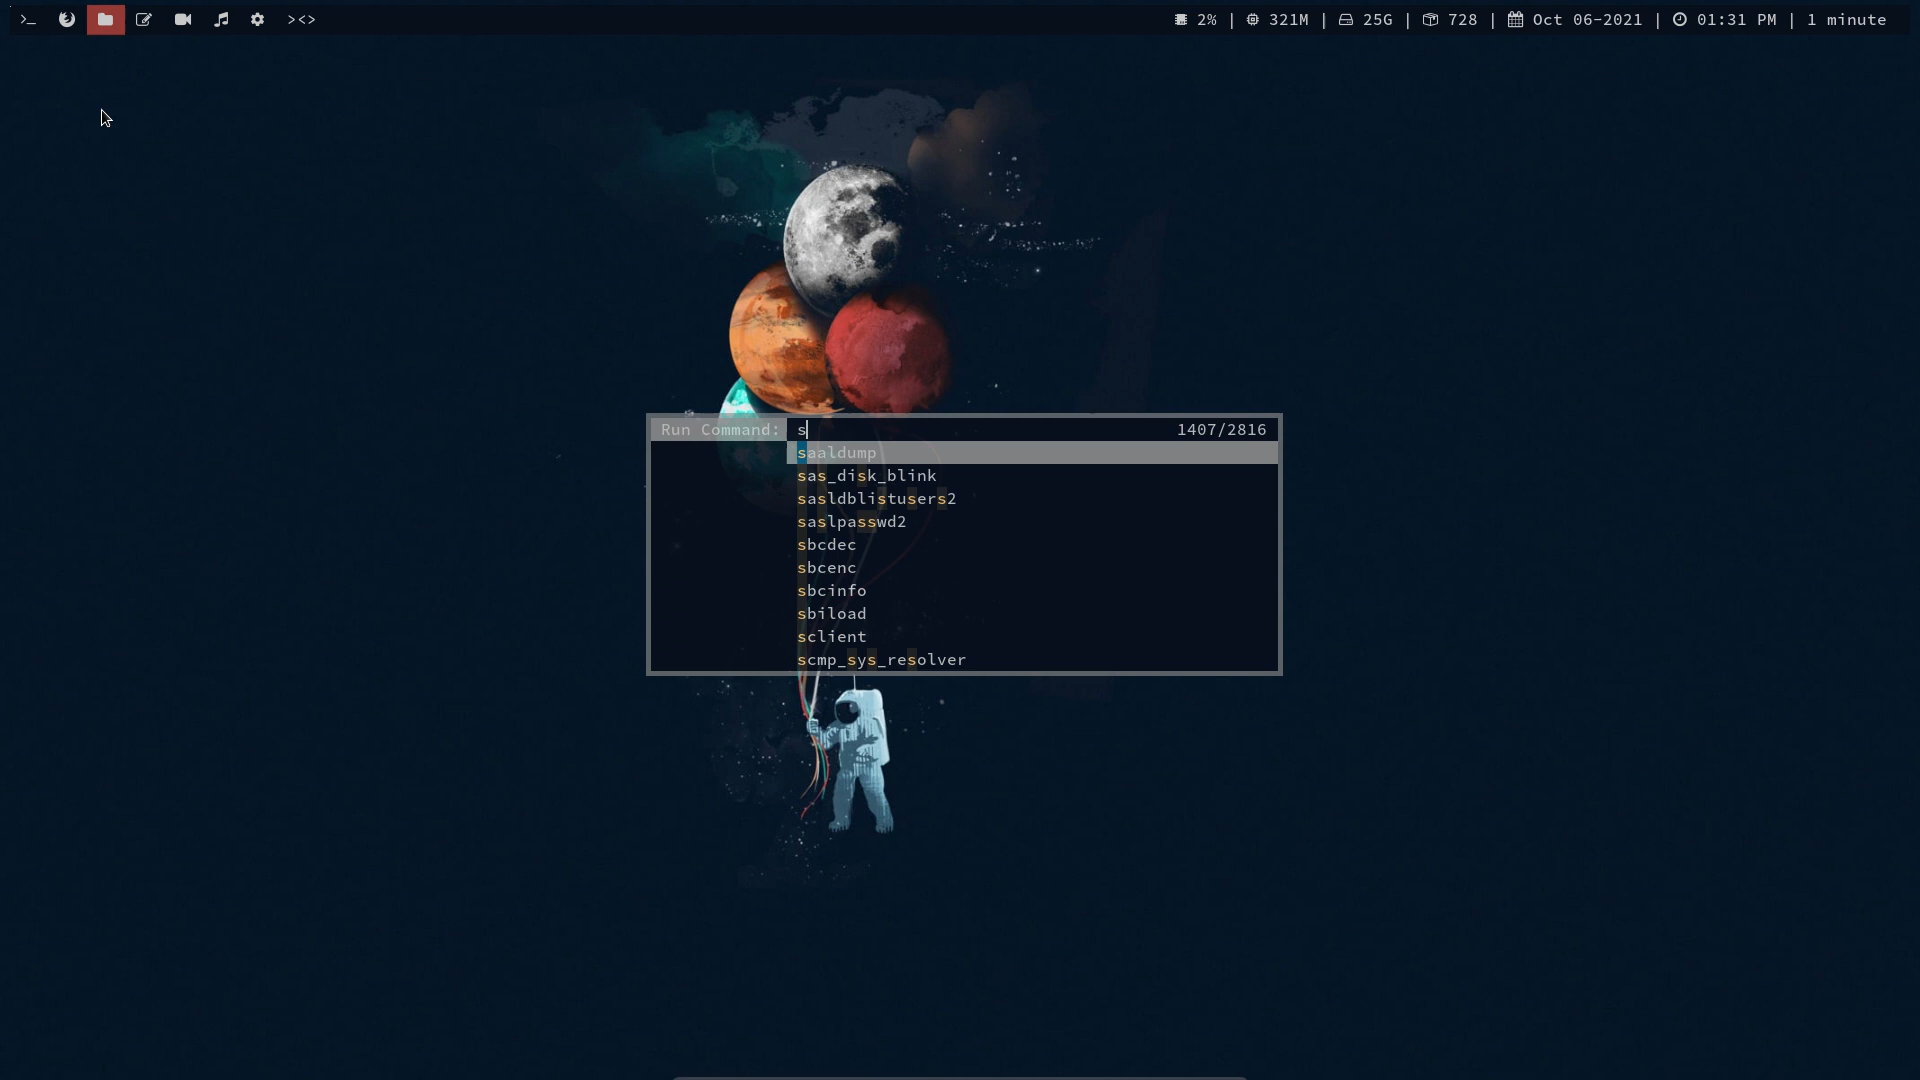 ><> 2% | 321M | 25G | 728 | Oct 06-2021 | 01:31 PM | 1 minute
Run Command: s 1407/2816
saaldump
sas_disk_blink
sasldblistusers2
saslpasswd2
sbcdec
sbcenc
sbcinfo
sbiload
sclient
scmp_sys_resolver